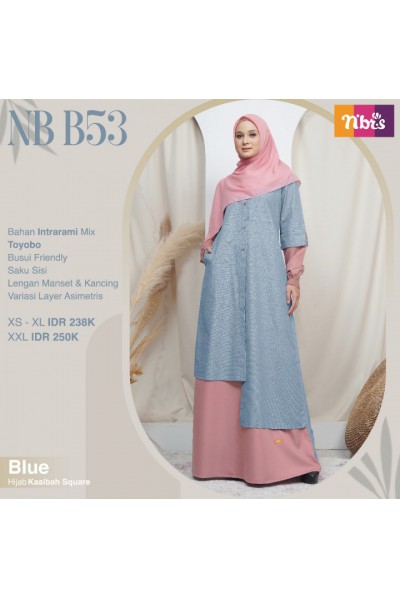 NB B53
Nibr's
Bahan Intrarami Mix
Toyobo
Busui Friendly
Saku Sisi
Lengan Manset & Kancing
Variasi Layer Asimetris
XS - XL IDR 238K
XXL IDR 250K
Blue
Hijab Kaaibah Square